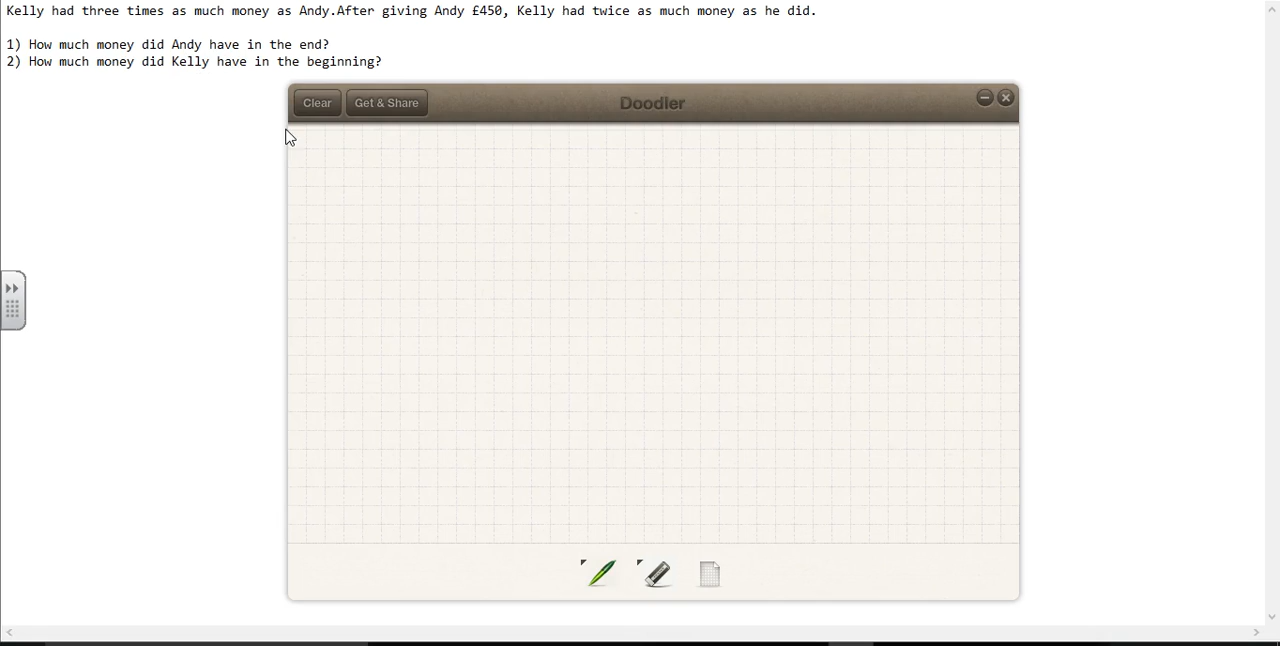 Kelly had three times as much money as Andy.After giving Andy £450, Kelly had twice as much money as he did.
1) How much money did Andy have in the end?
2) How much money did Kelly have in the beginning?
Clear Get & Share Doodler